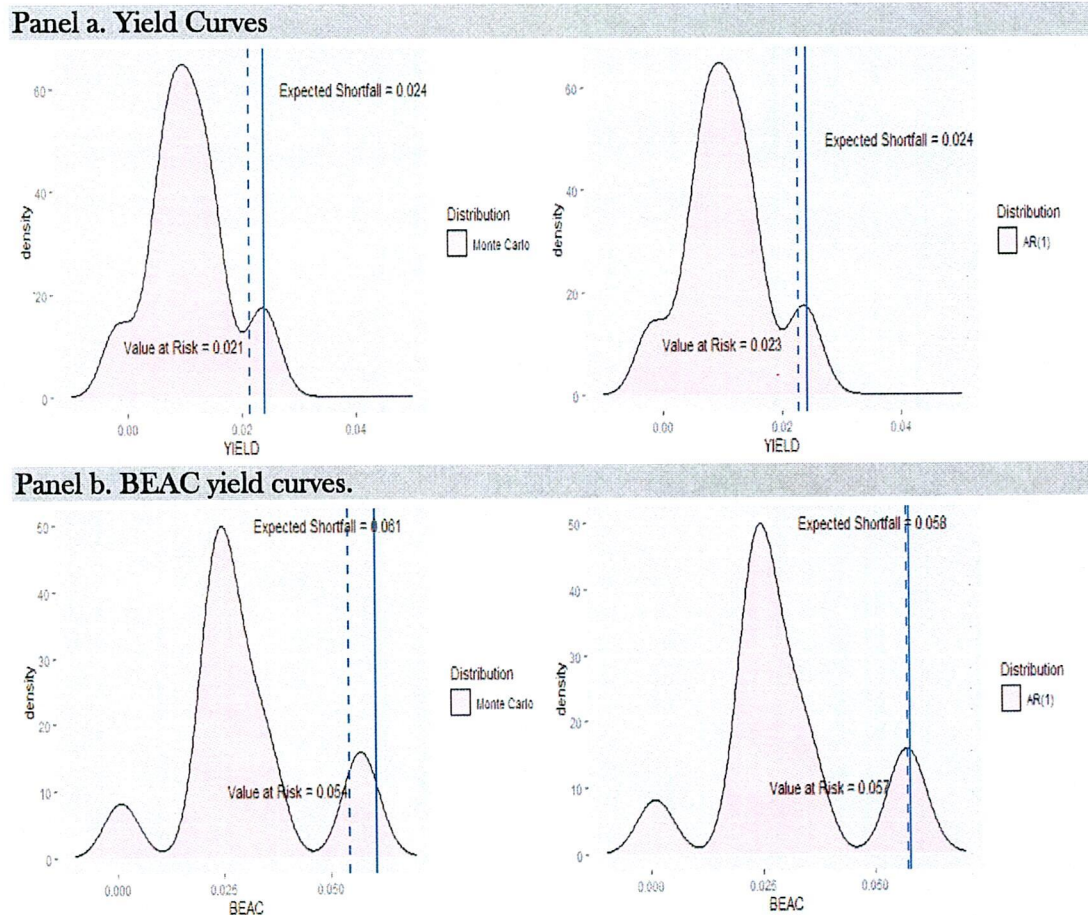 Panel a. Yield Curves
60
40
20
0
density
Expected Shortfall = 0.024
Value at Risk = 0.021
0.00
0.02
0.04
YIELD
Distribution
Monte Carlo
60
40
20
0
density
Expected Shortfall = 0.024
Value at Risk = 0.023
0.00
0.02
0.04
YIELD
Distribution
AR(1)
Panel b. BEAC yield curves.
50
40
30
20
10
0
density
Expected Shortfall = 0.061
Value at Risk = 0.054
0.000
0.025
0.050
BEAC
Distribution
Monte Carlo
50
40
30
20
10
0
density
Expected Shortfall = 0.058
Value at Risk = 0.057
0.000
0.025
0.050
BEAC
Distribution
AR(1)